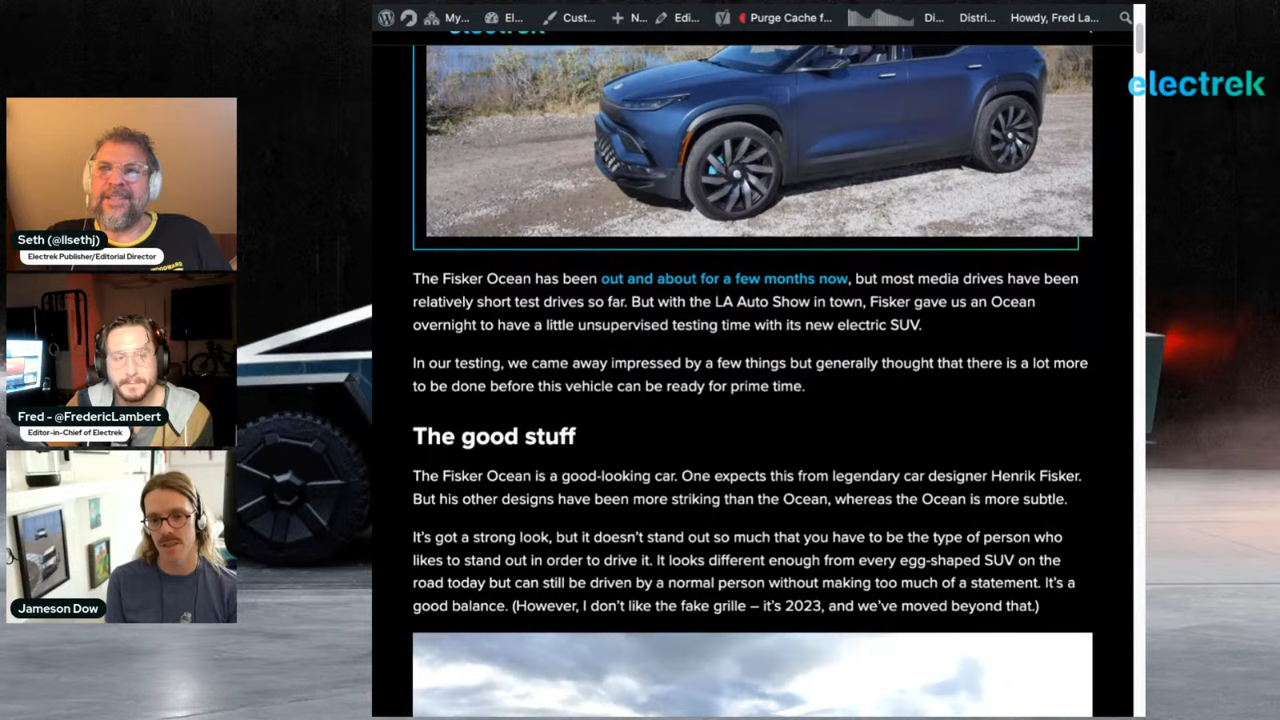 My...
El...
Cust...
N...
Edi...
Purge Cache f...
Di...
Distri...
Howdy, Fred La...
electrek
electrek
Seth (@llsethj)
Electrek Publisher/Editorial Director
Fred - @FredericLambert
Editor-in-Chief of Electrek
Jameson Dow
The Fisker Ocean has been out and about for a few months now, but most media drives have been
relatively short test drives so far. But with the LA Auto Show in town, Fisker gave us an Ocean
overnight to have a little unsupervised testing time with its new electric SUV.
In our testing, we came away impressed by a few things but generally thought that there is a lot more
to be done before this vehicle can be ready for prime time.
The good stuff
The Fisker Ocean is a good-looking car. One expects this from legendary car designer Henrik Fisker.
But his other designs have been more striking than the Ocean, whereas the Ocean is more subtle.
It's got a strong look, but it doesn't stand out so much that you have to be the type of person who
likes to stand out in order to drive it. It looks different enough from every egg-shaped SUV on the
road today but can still be driven by a normal person without making too much of a statement. It's a
good balance. (However, I don't like the fake grille – it's 2023, and we've moved beyond that.)